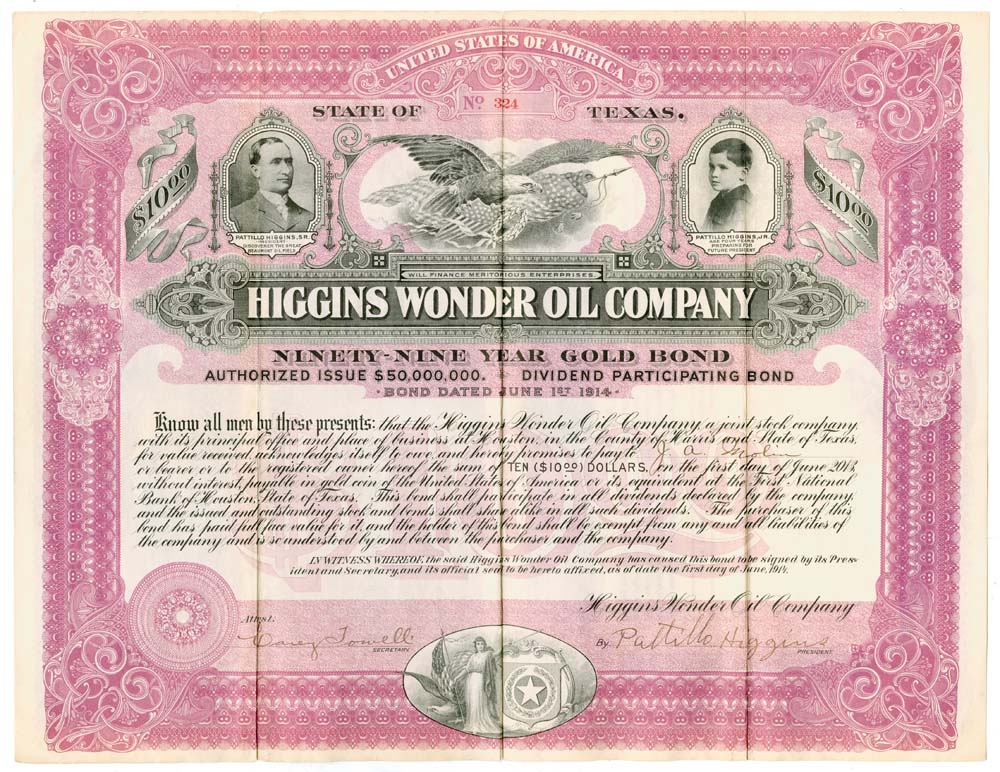 UNITED STATES OF AMERICA
No 324
STATE OF TEXAS.
$10.00
$10.00
PATTILLO HIGGINS, SR.
PRESIDENT
DISCOVERER THE GREAT
BEAUMONT OIL FIELD
PATTILLO HIGGINS, JR.
AGE FOUR YEARS
PREPARING FOR
FUTURE PRESIDENT
WILL FINANCE MERITORIOUS ENTERPRISES
HIGGINS WONDER OIL COMPANY
NINETY-NINE YEAR GOLD BOND
AUTHORIZED ISSUE $50,000,000. - DIVIDEND PARTICIPATING BOND
- BOND DATED JUNE 1ST 1914 -
Know all men by these presents: that the Higgins Wonder Oil Company, a joint stock company,
with its principal office and place of business at Houston, in the County of Harris and State of Texas,
for value received, acknowledges itself to owe, and hereby promises to pay to J. A.
or bearer or to the registered owner hereof the sum of TEN ($10.00) DOLLARS, on the first day of June 2013,
without interest, payable in gold coin of the United States of America or its equivalent at the First National
Bank of Houston, State of Texas. This bond shall participate in all dividends declared by the company,
and the issued and outstanding stock and bonds shall share alike in all such dividends. The purchaser of this
bond has paid full face value for it, and the holder of this bond shall be exempt from any and all liabilities of
the company and is so understood by and between the purchaser and the company.
IN WITNESS WHEREOF, the said Higgins Wonder Oil Company has caused this bond to be signed by its Pres-
ident and Secretary, and its official seal to be hereto affixed, as of date the first day of June, 1914.
Higgins Wonder Oil Company
Attest.
SECRETARY
By Pattillo Higgins
PRESIDENT